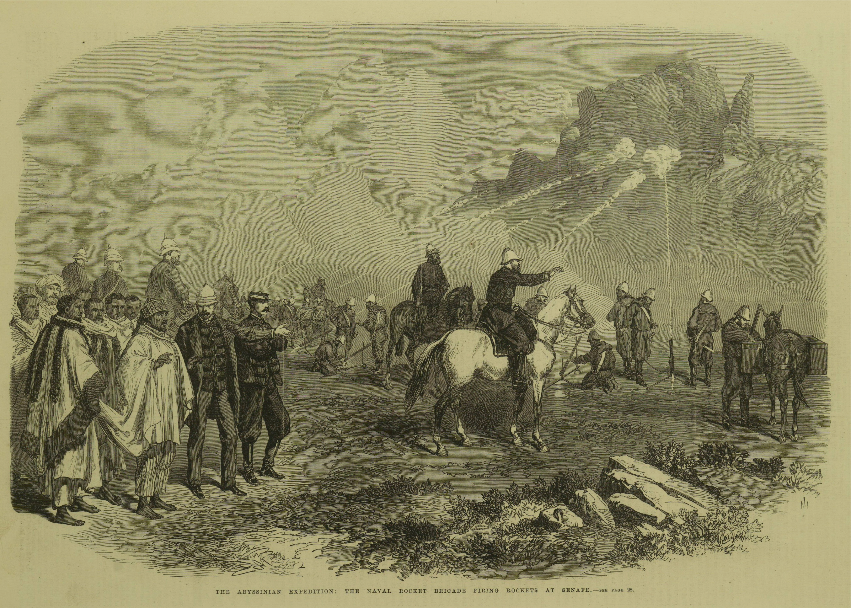 THE ABYSSINIAN EXPEDITION: THE NAVAL ROCKET BRIGADE FIRING ROCKETS AT SENAFE.—SEE PAGE